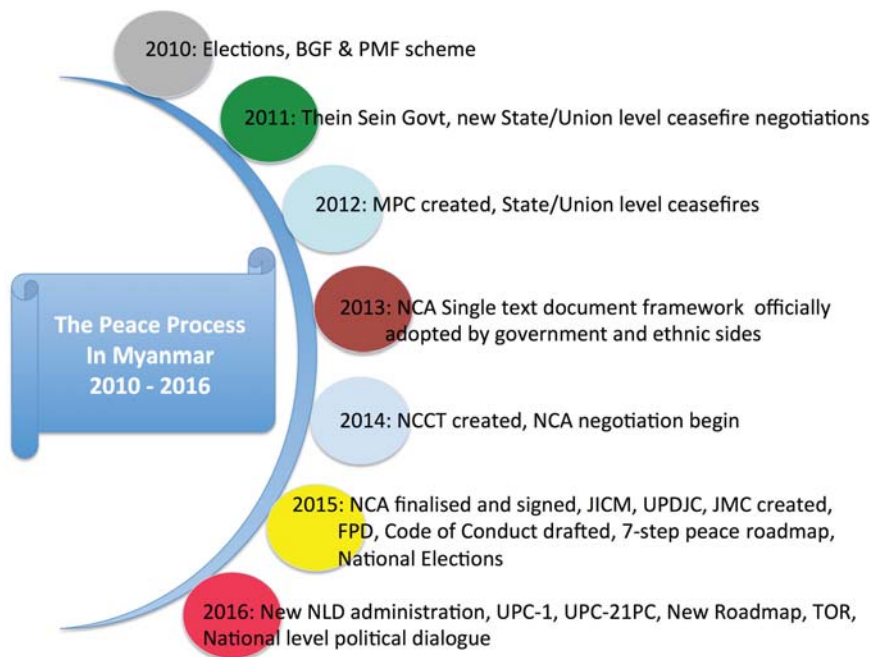 2010: Elections, BGF & PMF scheme
2011: Thein Sein Govt, new State/Union level ceasefire negotiations
2012: MPC created, State/Union level ceasefires
The Peace Process
In Myanmar
2010 - 2016
2013: NCA Single text document framework officially
adopted by government and ethnic sides
2014: NCCT created, NCA negotiation begin
2015: NCA finalised and signed, JICM, UPDJC, JMC created,
FPD, Code of Conduct drafted, 7-step peace roadmap,
National Elections
2016: New NLD administration, UPC-1, UPC-21PC, New Roadmap, TOR,
National level political dialogue